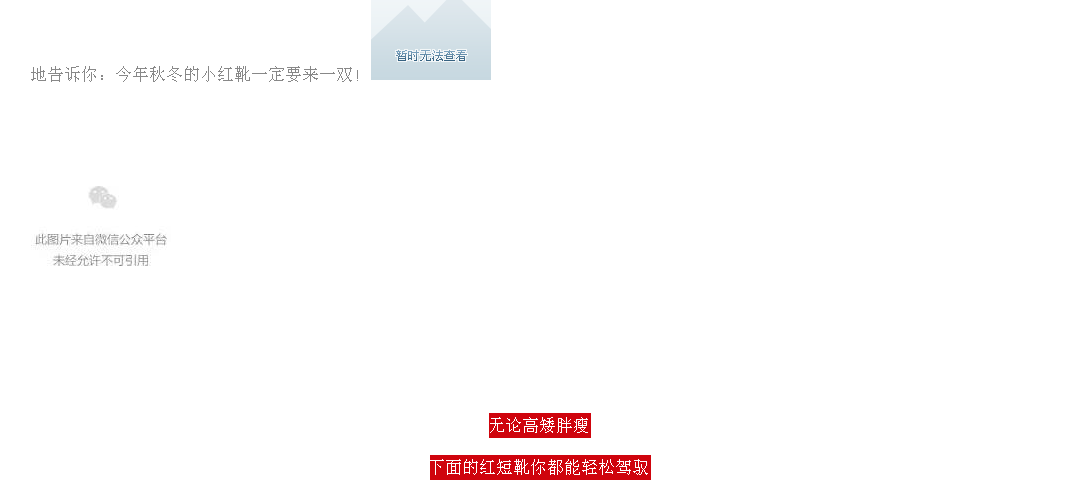 暂时无法查看
地告诉你：今年秋冬的小红靴一定要来一双！
此图片来自微信公众平台
未经允许不可引用
无论高矮胖瘦
下面的红短靴你都能轻松驾驭